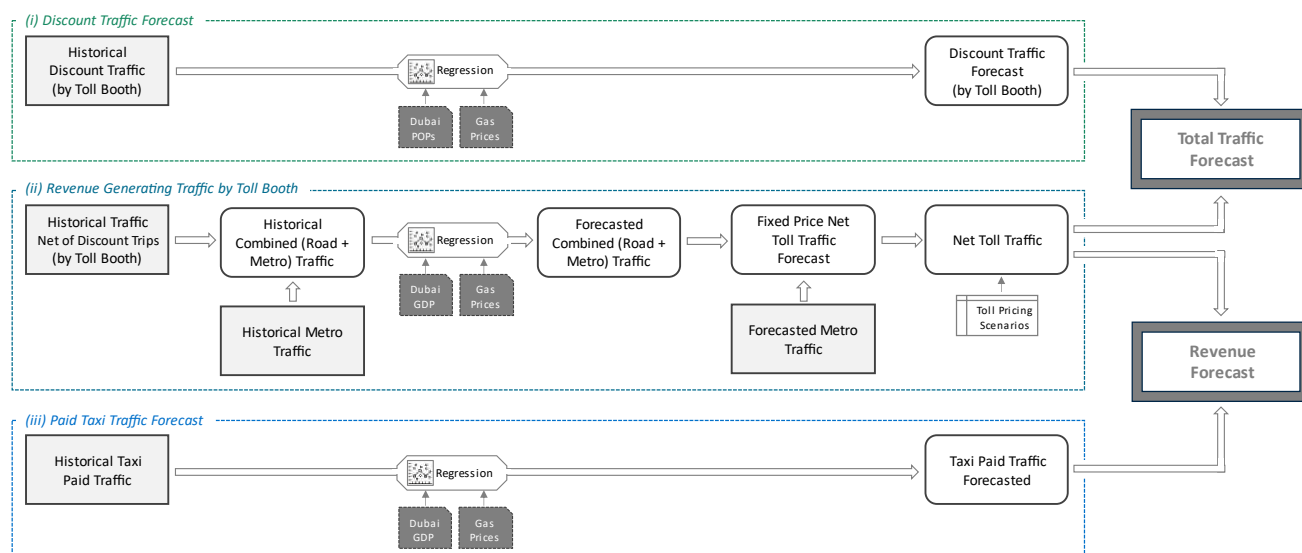 (i) Discount Traffic Forecast
Historical
Discount Traffic
(by Toll Booth)
Regression
Dubai
POPs
Gas
Prices
Discount Traffic
Forecast
(by Toll Booth)
Total Traffic
Forecast
(ii) Revenue Generating Traffic by Toll Booth
Historical Traffic
Net of Discount Trips
(by Toll Booth)
Historical
Combined (Road +
Metro) Traffic
Regression
Dubai
GDP
Gas
Prices
Forecasted
Combined (Road +
Metro) Traffic
Fixed Price Net
Toll Traffic
Forecast
Net Toll Traffic
Historical Metro
Traffic
Forecasted Metro
Traffic
Toll Pricing
Scenarios
Revenue
Forecast
(iii) Paid Taxi Traffic Forecast
Historical Taxi
Paid Traffic
Regression
Dubai
GDP
Gas
Prices
Taxi Paid Traffic
Forecasted